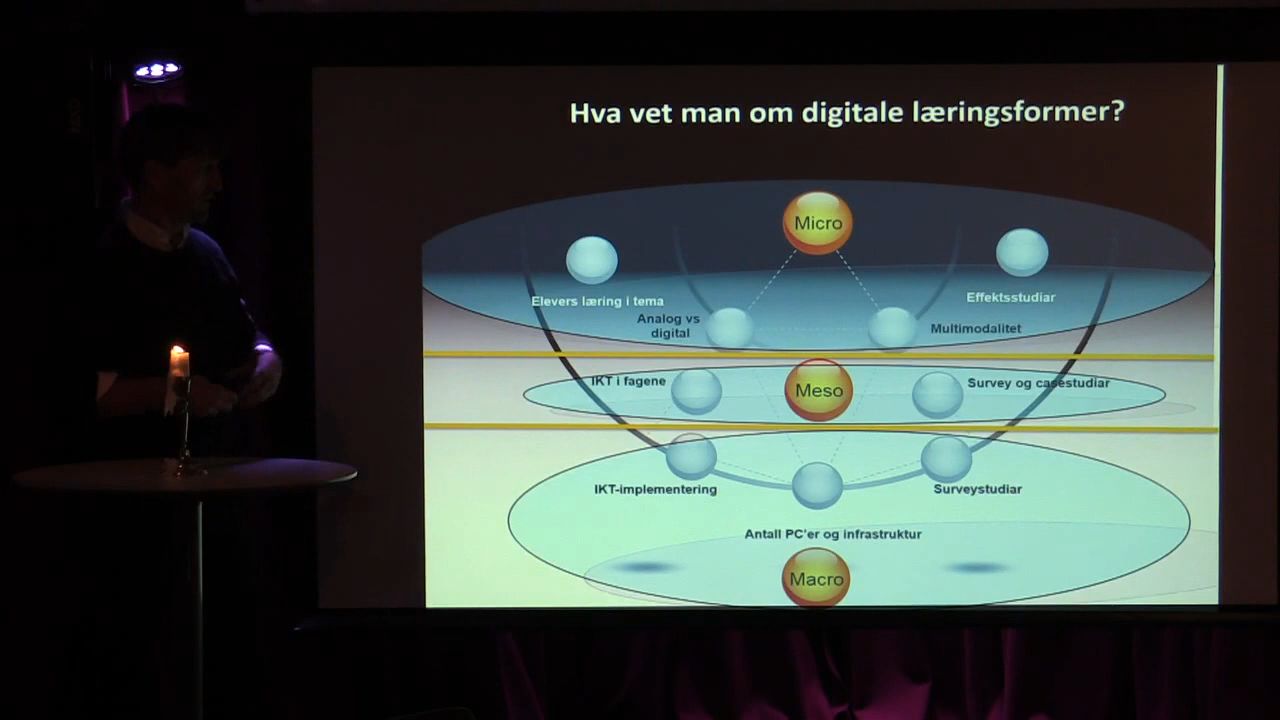 Hva vet man om digitale læringsformer?
Micro
Elevers læring i tema
Effektsstudiar
Analog vs
digital
Multimodalitet
IKT i fagene
Meso
Survey og casestudiar
IKT-implementering
Surveystudiar
Antall PC'er og infrastruktur
Macro